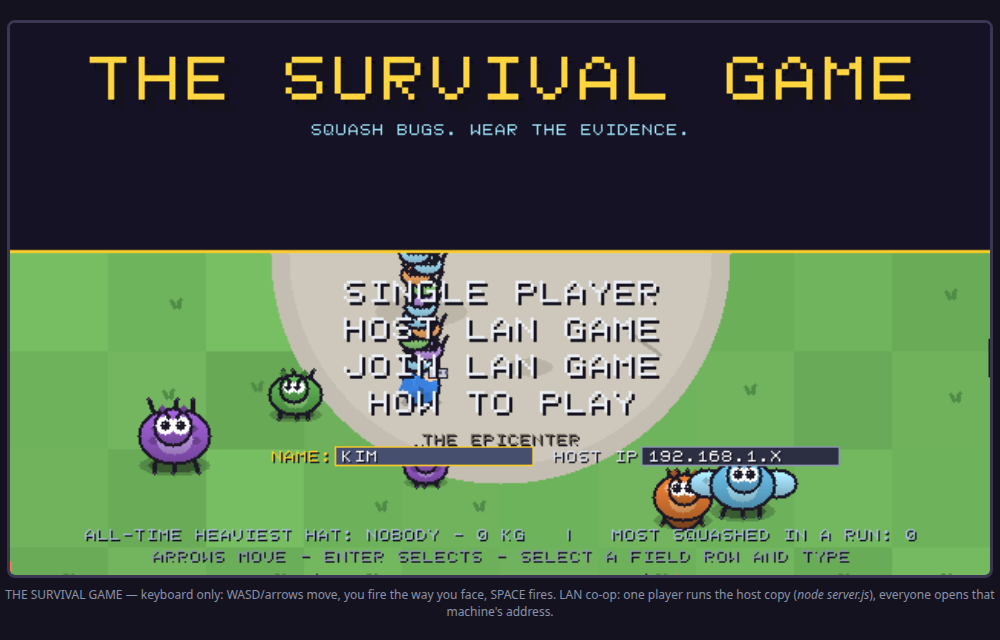 THE SURVIVAL GAME
SQUASH BUGS. WEAR THE EVIDENCE.
SINGLE PLAYER
HOST LAN GAME
JOIN LAN GAME
HOW TO PLAY
THE EPICENTER
NAME: KIM HOST IP 192.168.1.X
ALL-TIME HEAVIEST HAT: NOBODY - 0 KG | MOST SQUASHED IN A RUN: 0
ARROWS MOVE - ENTER SELECTS - SELECT A FIELD ROW AND TYPE
THE SURVIVAL GAME — keyboard only: WASD/arrows move, you fire the way you face, SPACE fires. LAN co-op: one player runs the host copy (node server.js), everyone opens that
machine's address.